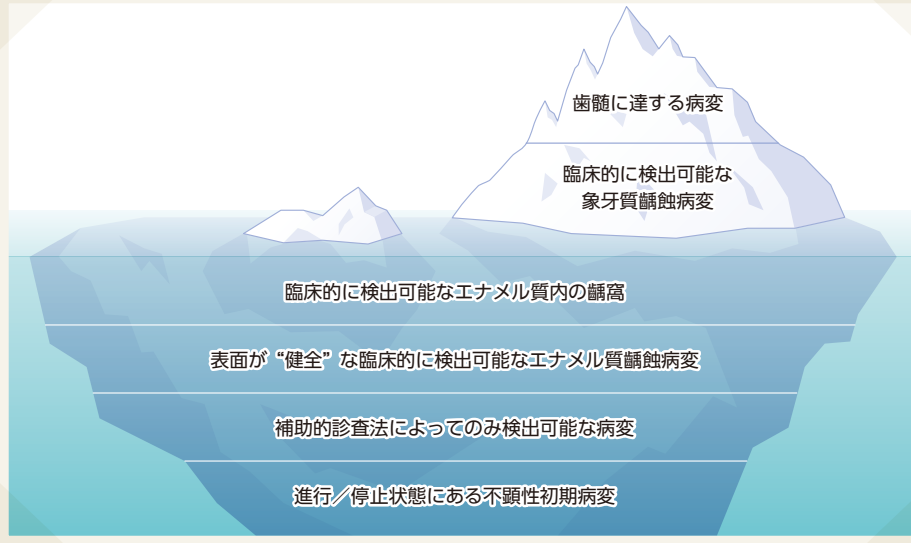 歯髄に達する病変
臨床的に検出可能な
象牙質齲蝕病変
臨床的に検出可能なエナメル質内の齲窩
表面が“健全”な臨床的に検出可能なエナメル質齲蝕病変
補助的診査法によってのみ検出可能な病変
進行／停止状態にある不顕性初期病変